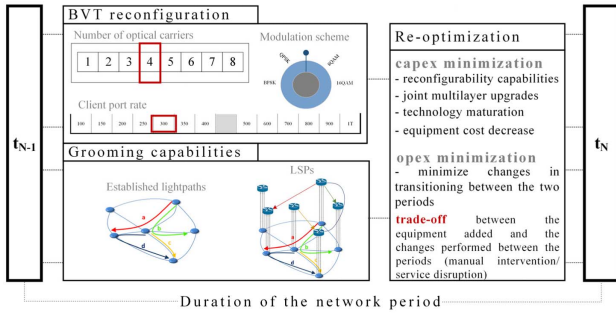 BVT reconfiguration
Number of optical carriers
1 2 3 4 5 6 7 8
Modulation scheme
QPSK
8QAM
BPSK
16QAM
Client port rate
100 150 200 250 300 350 400 500 600 700 800 900 1T
Grooming capabilities
Established lightpaths
a
b
c
d
LSPs
a
b
c
d
tN-1
Re-optimization
capex minimization
- reconfigurability capabilities
- joint multilayer upgrades
- technology maturation
- equipment cost decrease
opex minimization
- minimize changes in
transitioning between the two
periods
trade-off between the
equipment added and the
changes performed between the
periods (manual intervention/
service disruption)
tN
Duration of the network period